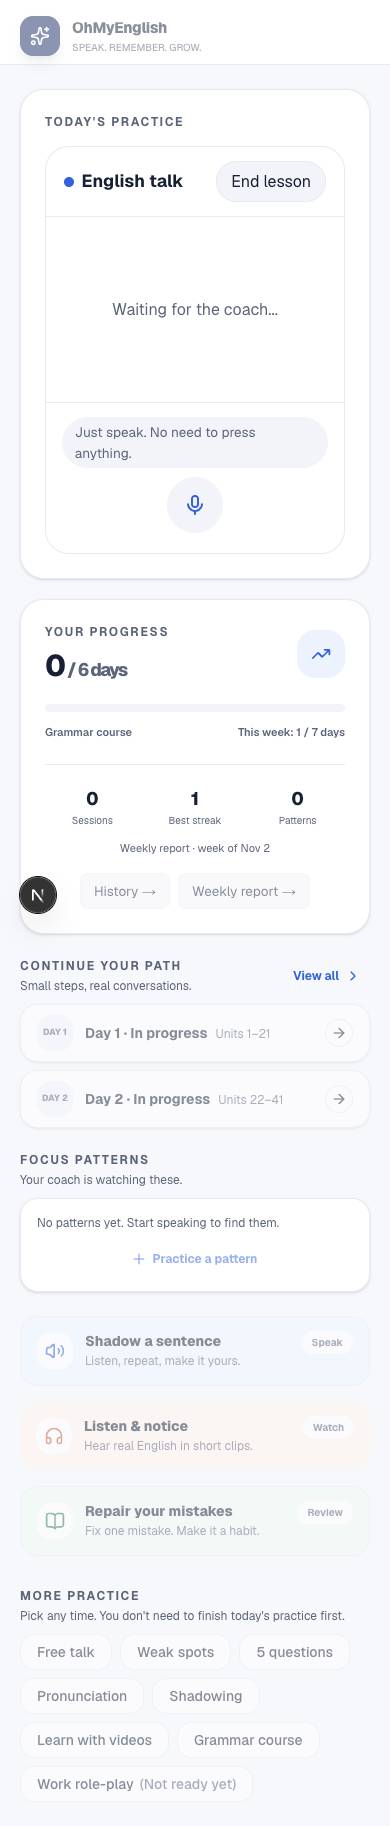 OhMyEnglish
SPEAK. REMEMBER. GROW.
TODAY'S PRACTICE
English talk
End lesson
Waiting for the coach...
Just speak. No need to press
anything.
YOUR PROGRESS
0 / 6 days
Grammar course
This week: 1 / 7 days
0
Sessions
1
Best streak
0
Patterns
Weekly report · week of Nov 2
N
History →
Weekly report →
CONTINUE YOUR PATH
Small steps, real conversations.
View all
DAY 1
Day 1 · In progress Units 1–21
DAY 2
Day 2 · In progress Units 22–41
FOCUS PATTERNS
Your coach is watching these.
No patterns yet. Start speaking to find them.
Practice a pattern
Shadow a sentence
Listen, repeat, make it yours.
Speak
Listen & notice
Hear real English in short clips.
Watch
Repair your mistakes
Fix one mistake. Make it a habit.
Review
MORE PRACTICE
Pick any time. You don't need to finish today's practice first.
Free talk
Weak spots
5 questions
Pronunciation
Shadowing
Learn with videos
Grammar course
Work role-play (Not ready yet)